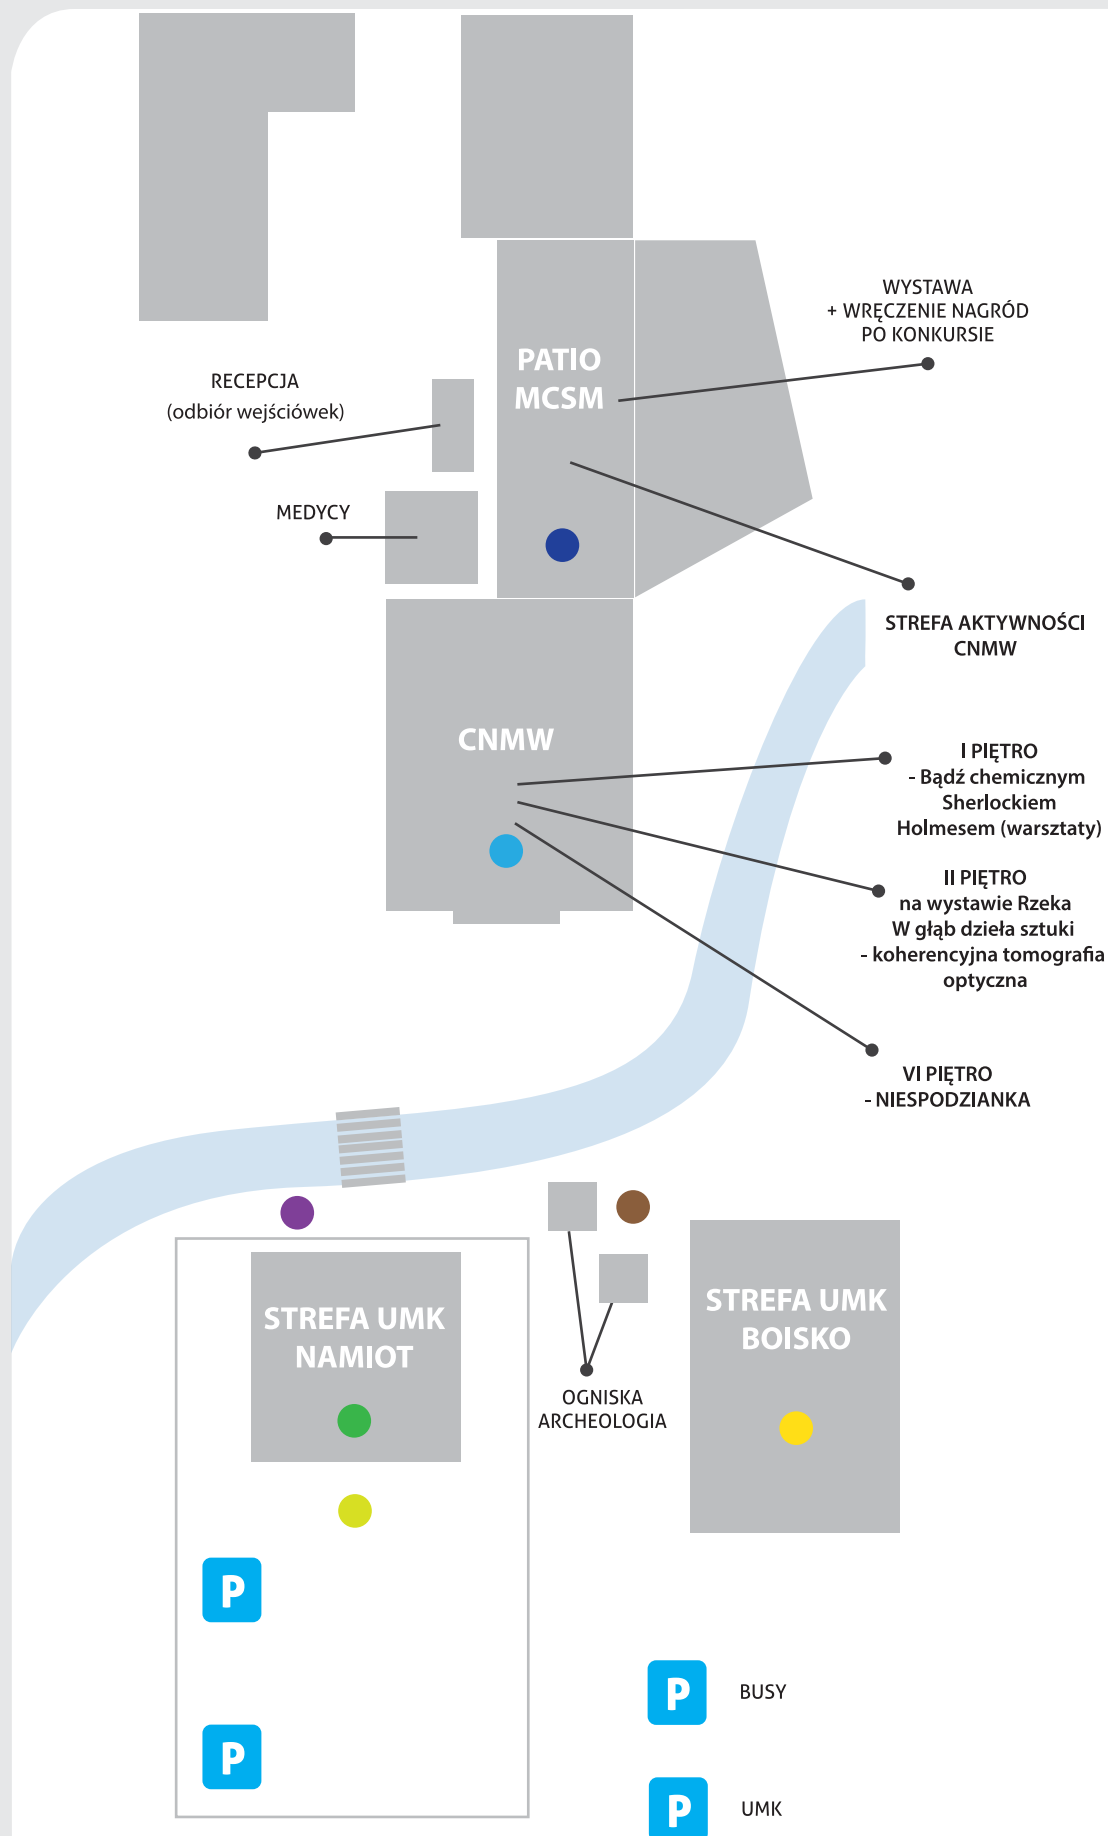 WYSTAWA
+ WRĘCZENIE NAGRÓD
PO KONKURSIE
PATIO
MCSM
RECEPCJA
(odbiór wejściówek)
MEDYCY
STREFA AKTYWNOŚCI
CNMW
CNMW
I PIĘTRO
- Bądź chemicznym
Sherlockiem
Holmesem (warsztaty)
II PIĘTRO
na wystawie Rzeka
W głąb dzieła sztuki
- koherencyjna tomografia
optyczna
VI PIĘTRO
- NIESPODZIANKA
STREFA UMK
NAMIOT
STREFA UMK
BOISKO
OGNISKA
ARCHEOLOGIA
P
P BUSY
P
P UMK